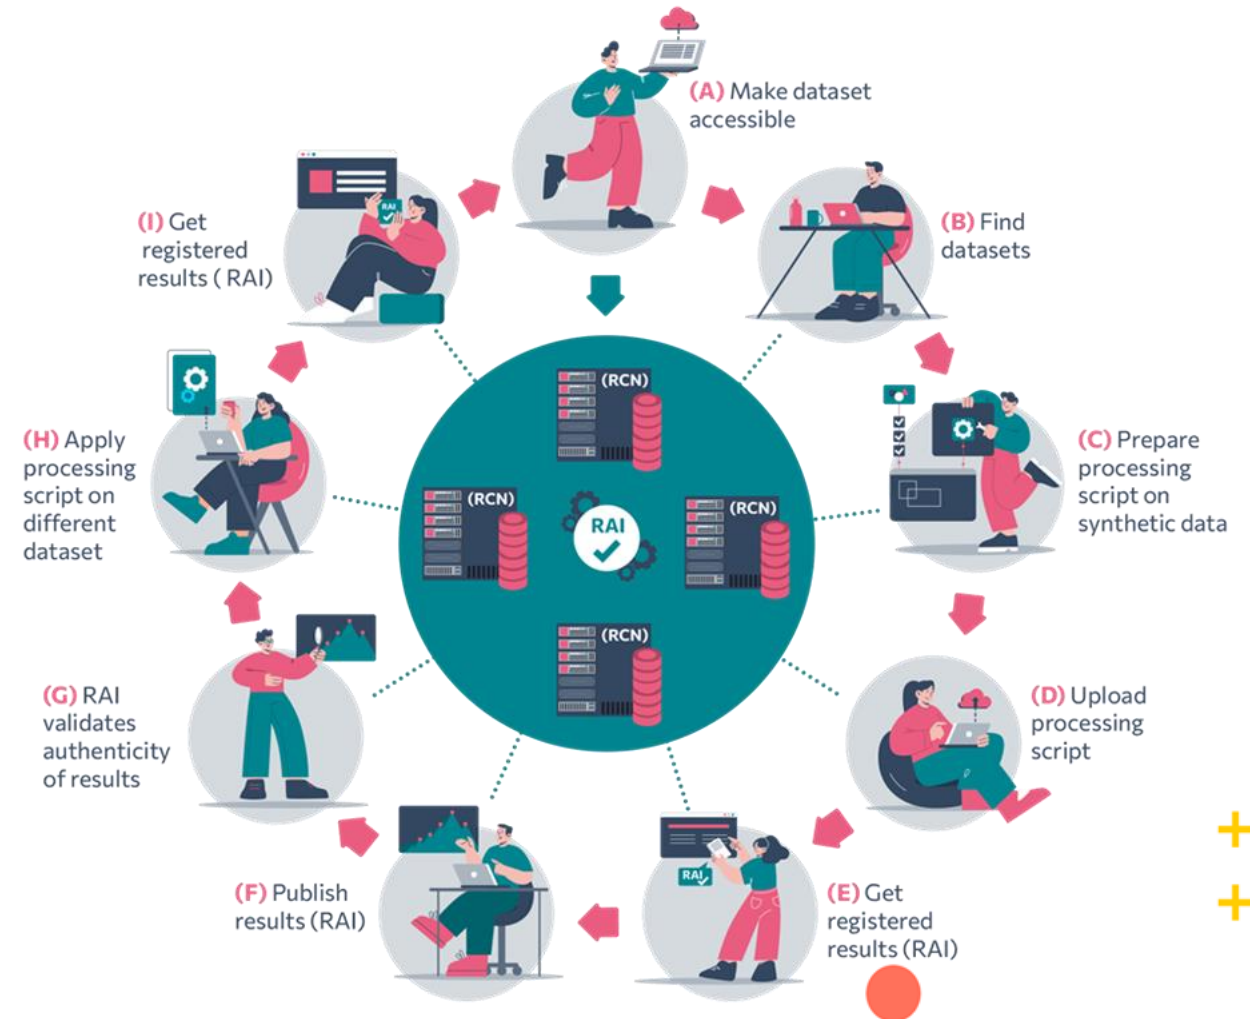 (A) Make dataset
accessible
(B) Find
datasets
(C) Prepare
processing
script on
synthetic data
(D) Upload
processing
script
(E) Get
registered
results (RAI)
(F) Publish
results (RAI)
(G) RAI
validates
authenticity
of results
(H) Apply
processing
script on
different
dataset
(I) Get
registered
results ( RAI)
RAI
RAI
(RCN)
(RCN)
(RCN)
(RCN)
RAI
+
+